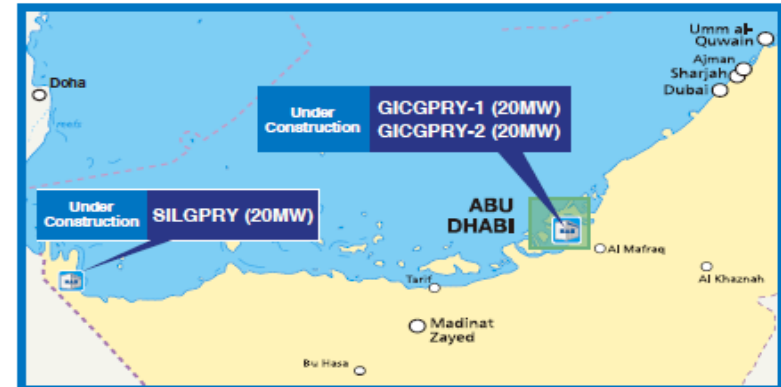 Umm al-
Quwain
Ajman
Sharjah
Dubai
Doha
reefs
Under
Construction
GICGPRY-1 (20MW)
GICGPRY-2 (20MW)
Under
Construction
SILGPRY (20MW)
ABU
DHABI
Al Mafraq
Al Khaznah
Tarif
Madinat
Zayed
Bu Hasa